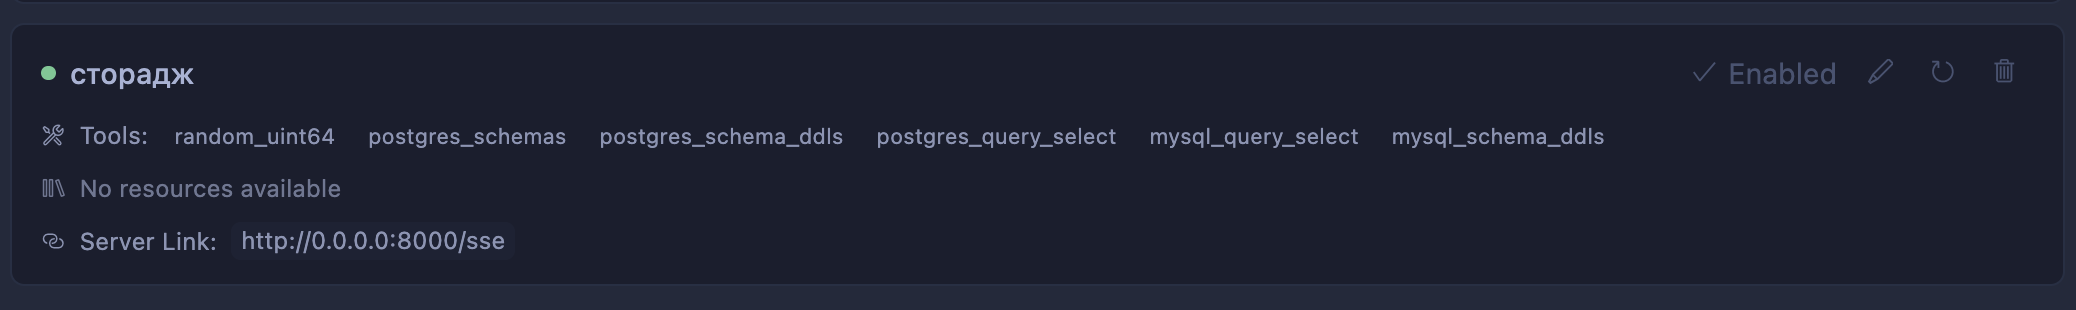 сторадж Enabled
Tools: random_uint64 postgres_schemas postgres_schema_ddls postgres_query_select mysql_query_select mysql_schema_ddls
No resources available
Server Link: http://0.0.0.0:8000/sse